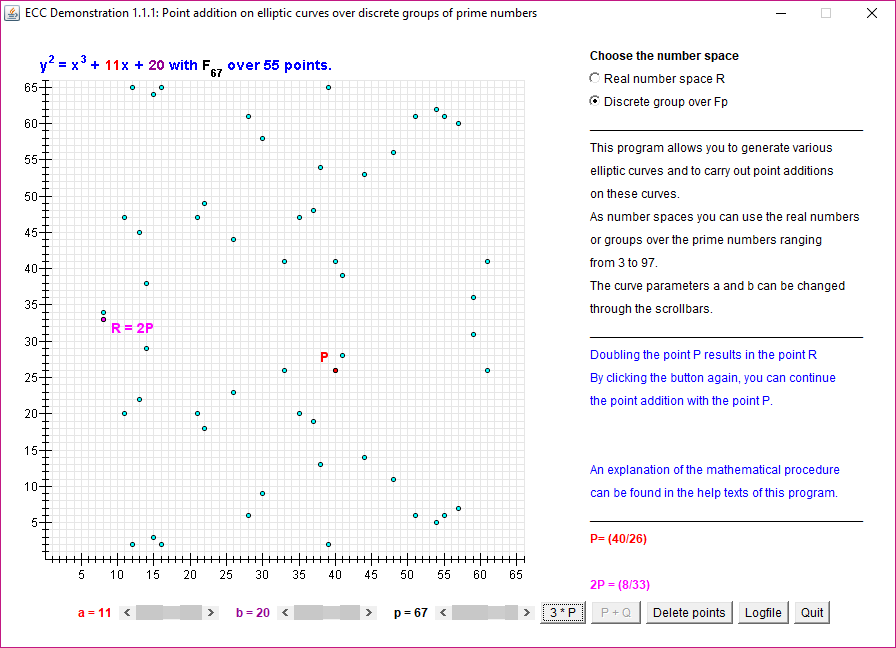 ECC Demonstration 1.1.1: Point addition on elliptic curves over discrete groups of prime numbers
y² = x³ + 11x + 20 with F₆₇ over 55 points.
65
60
55
50
45
40
35
30
25
20
15
10
5
R = 2P
P
5 10 15 20 25 30 35 40 45 50 55 60 65
a = 11 < > b = 20 < > p = 67 < >
Choose the number space
Real number space R
Discrete group over Fp
This program allows you to generate various
elliptic curves and to carry out point additions
on these curves.
As number spaces you can use the real numbers
or groups over the prime numbers ranging
from 3 to 97.
The curve parameters a and b can be changed
through the scrollbars.
Doubling the point P results in the point R
By clicking the button again, you can continue
the point addition with the point P.
An explanation of the mathematical procedure
can be found in the help texts of this program.
P= (40/26)
2P = (8/33)
3 * P P + Q Delete points Logfile Quit